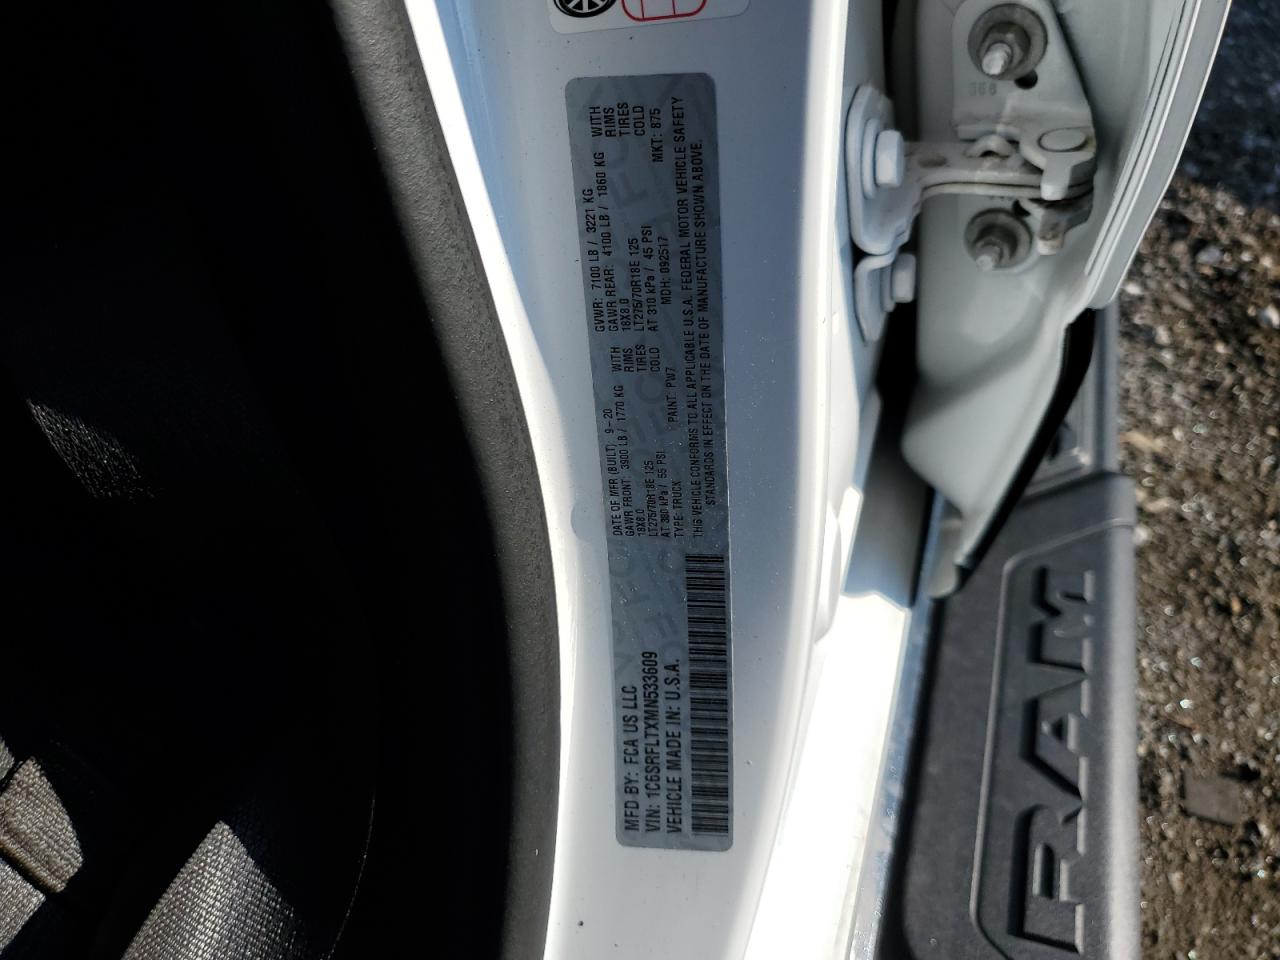 MFD BY: FCA US LLC
VIN: 1C6SRFLTXMN533609
VEHICLE MADE IN: U.S.A.
DATE OF MFR (BUILT) 9-20 GVWR: 7100 LB / 3221 KG
GAWR FRONT: 3900 LB / 1770 KG WITH GAWR REAR: 4100 LB / 1860 KG WITH
18X8.0 RIMS 18X8.0 RIMS
LT275/70R18E 125 TIRES LT275/70R18E 125 TIRES
AT 380 kPa / 55 PSI COLD AT 310 kPa / 45 PSI COLD
TYPE: TRUCK PAINT: PW7 MDH: 092517 MKT: 875
THIS VEHICLE CONFORMS TO ALL APPLICABLE U.S.A. FEDERAL MOTOR VEHICLE SAFETY
STANDARDS IN EFFECT ON THE DATE OF MANUFACTURE SHOWN ABOVE.
RAM